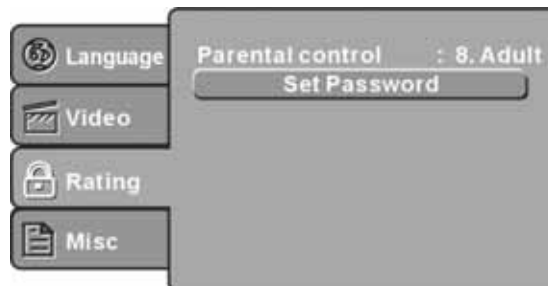 Language
Parental control : 8. Adult
Set Password
Video
Rating
Misc